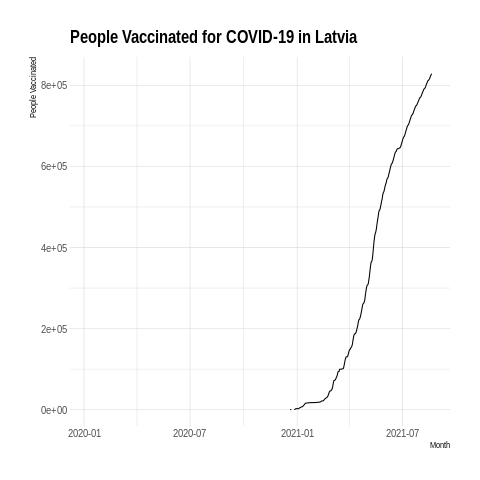 People Vaccinated for COVID-19 in Latvia
People Vaccinated
8e+05
6e+05
4e+05
2e+05
0e+00
2020-01 2020-07 2021-01 2021-07
Month